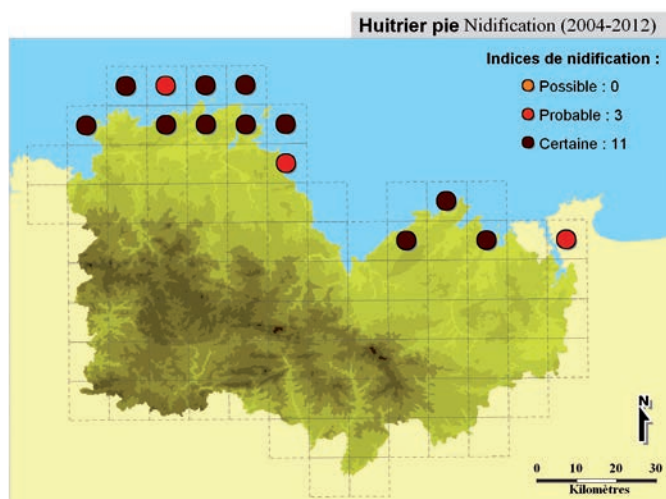 Huitrier pie Nidification (2004-2012)
Indices de nidification :
Possible : 0
Probable : 3
Certaine : 11
N
0 10 20 30
Kilomètres